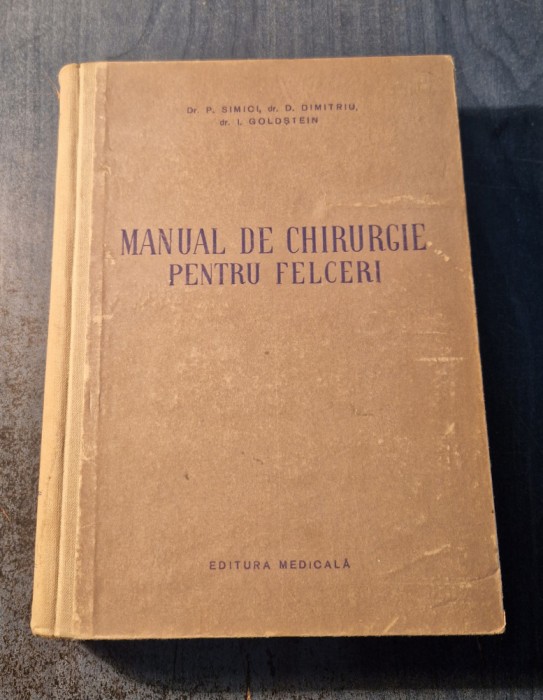 Dr. P. SIMICI, dr. D. DIMITRIU,
dr. I. GOLDSTEIN
MANUAL DE CHIRURGIE
PENTRU FELCERI
EDITURA MEDICALĂ